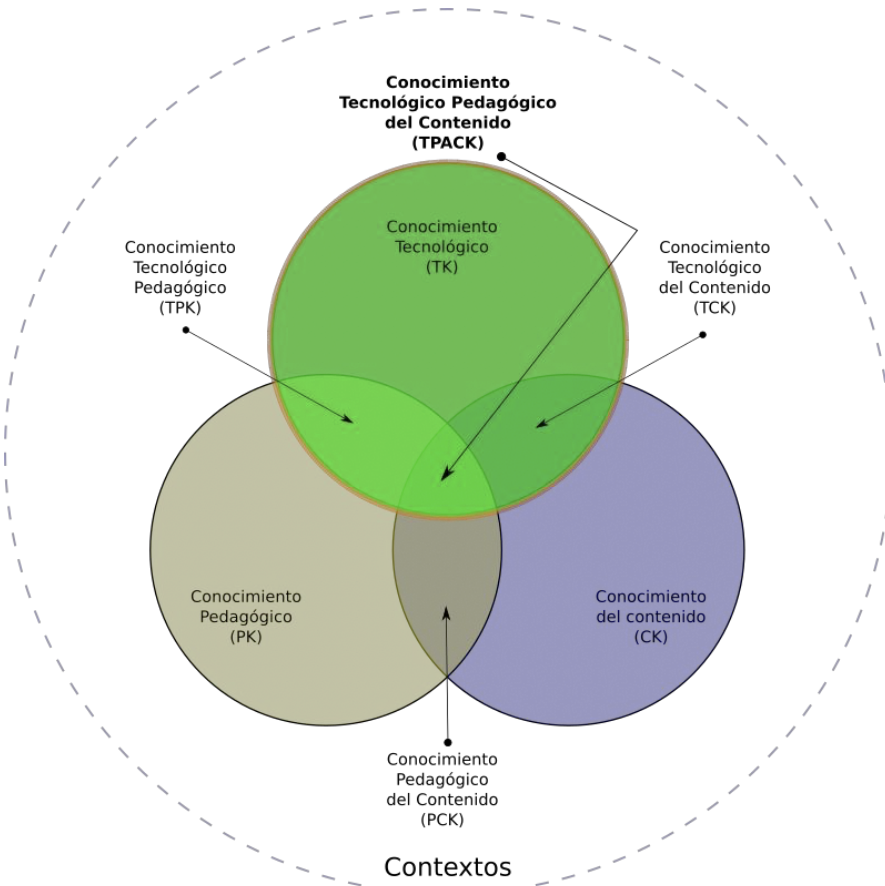 Conocimiento
Tecnológico Pedagógico
del Contenido
(TPACK)
Conocimiento
Tecnológico
(TK)
Conocimiento
Tecnológico
Pedagógico
(TPK)
Conocimiento
Tecnológico
del Contenido
(TCK)
Conocimiento
Pedagógico
(PK)
Conocimiento
del contenido
(CK)
Conocimiento
Pedagógico
del Contenido
(PCK)
Contextos